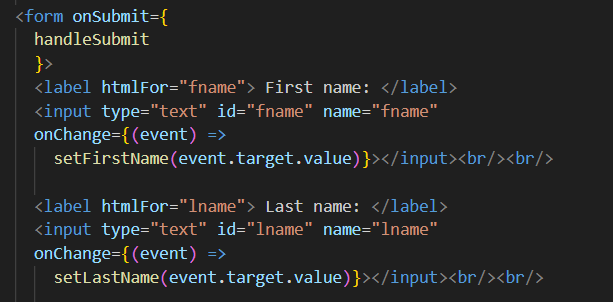 <form onSubmit={
handleSubmit
}>
<label htmlFor="fname"> First name: </label>
<input type="text" id="fname" name="fname"
onChange={(event) =>
setFirstName(event.target.value)}></input><br/><br/>
<label htmlFor="lname"> Last name: </label>
<input type="text" id="lname" name="lname"
onChange={(event) =>
setLastName(event.target.value)}></input><br/><br/>